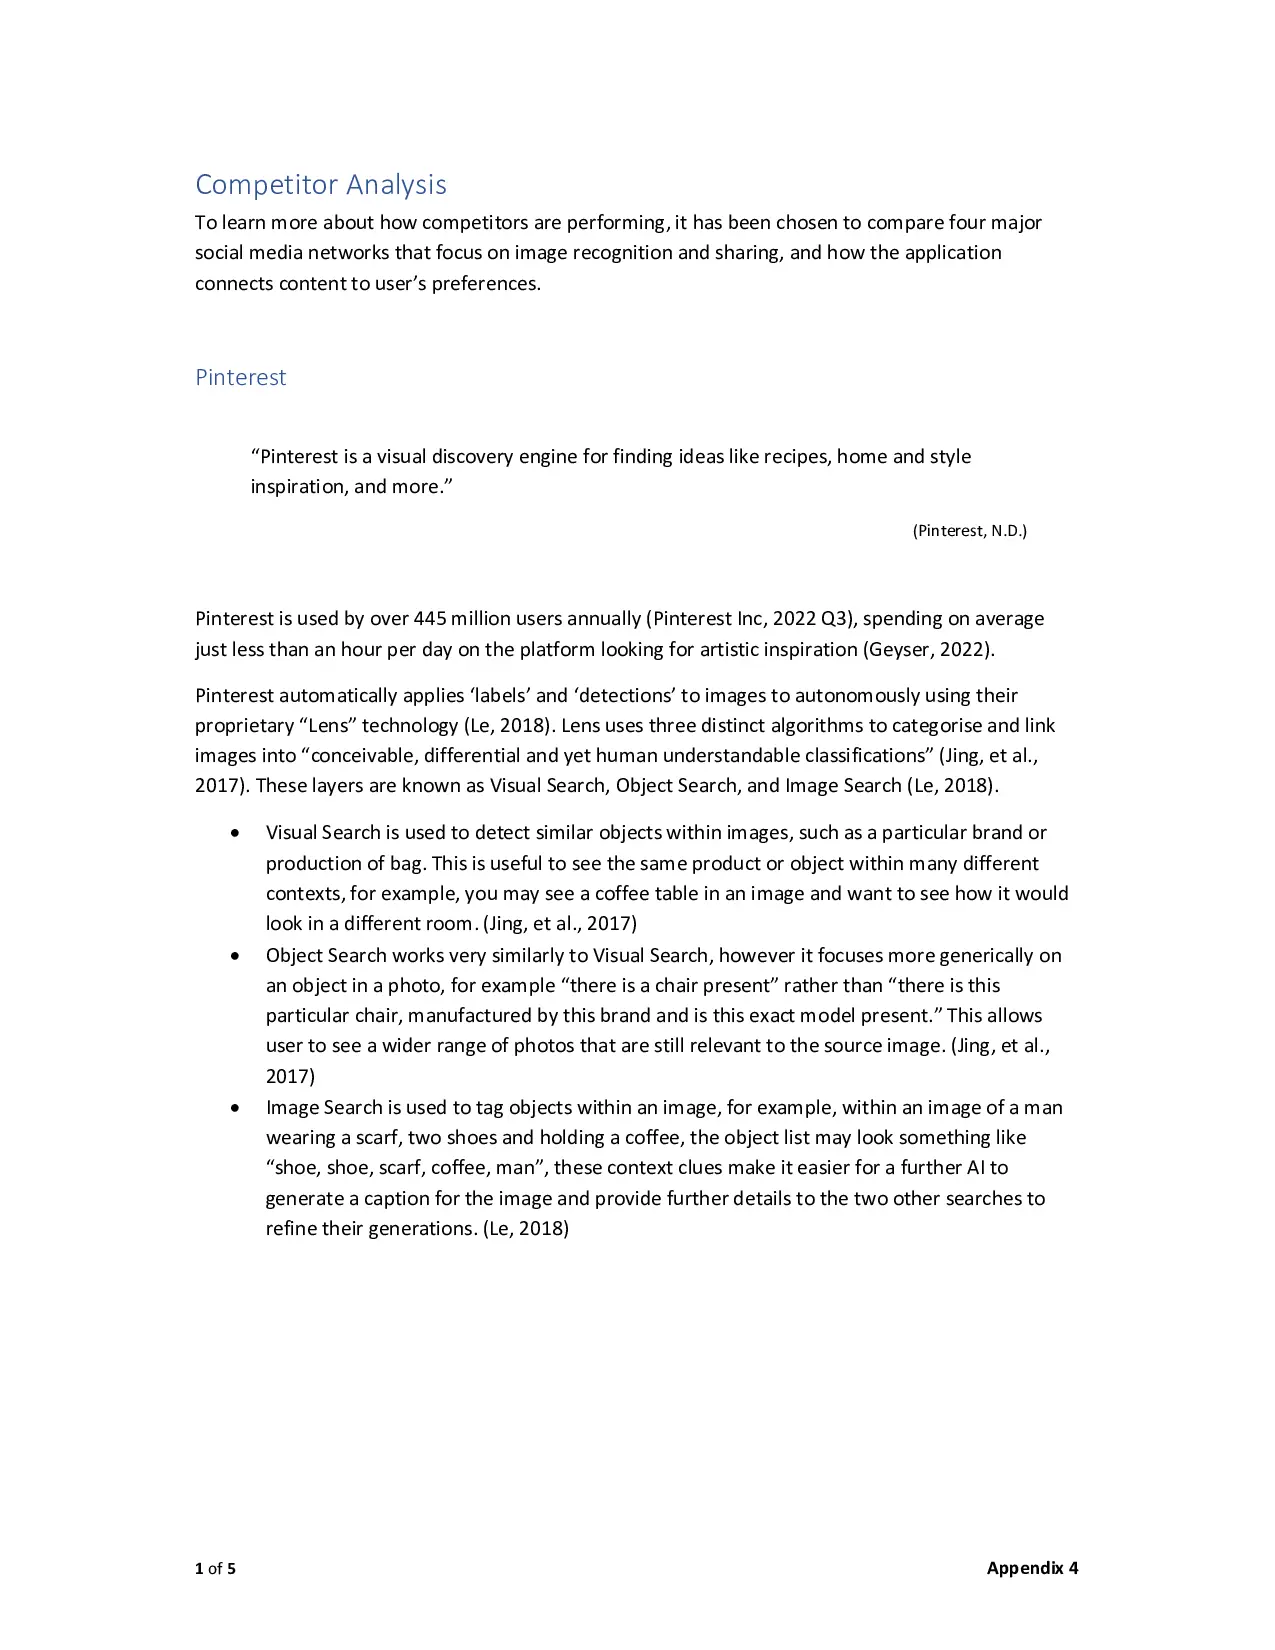 Competitor Analysis
To learn more about how competitors are performing, it has been chosen to compare four major
social media networks that focus on image recognition and sharing, and how the application
connects content to user’s preferences.
Pinterest
“Pinterest is a visual discovery engine for finding ideas like recipes, home and style
inspiration, and more.”
(Pinterest, N.D.)
Pinterest is used by over 445 million users annually (Pinterest Inc, 2022 Q3), spending on average
just less than an hour per day on the platform looking for artistic inspiration (Geyser, 2022).
Pinterest automatically applies ‘labels’ and ‘detections’ to images to autonomously using their
proprietary “Lens” technology (Le, 2018). Lens uses three distinct algorithms to categorise and link
images into “conceivable, differential and yet human understandable classifications” (Jing, et al.,
2017). These layers are known as Visual Search, Object Search, and Image Search (Le, 2018).
• Visual Search is used to detect similar objects within images, such as a particular brand or
production of bag. This is useful to see the same product or object within many different
contexts, for example, you may see a coffee table in an image and want to see how it would
look in a different room. (Jing, et al., 2017)
• Object Search works very similarly to Visual Search, however it focuses more generically on
an object in a photo, for example “there is a chair present” rather than “there is this
particular chair, manufactured by this brand and is this exact model present.” This allows
user to see a wider range of photos that are still relevant to the source image. (Jing, et al.,
2017)
• Image Search is used to tag objects within an image, for example, within an image of a man
wearing a scarf, two shoes and holding a coffee, the object list may look something like
“shoe, shoe, scarf, coffee, man”, these context clues make it easier for a further AI to
generate a caption for the image and provide further details to the two other searches to
refine their generations. (Le, 2018)
1 of 5
Appendix 4